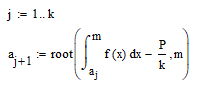 j := 1..k
a_{j+1} := root(∫_{a_j}^{m} f(x) dx − P/k , m)